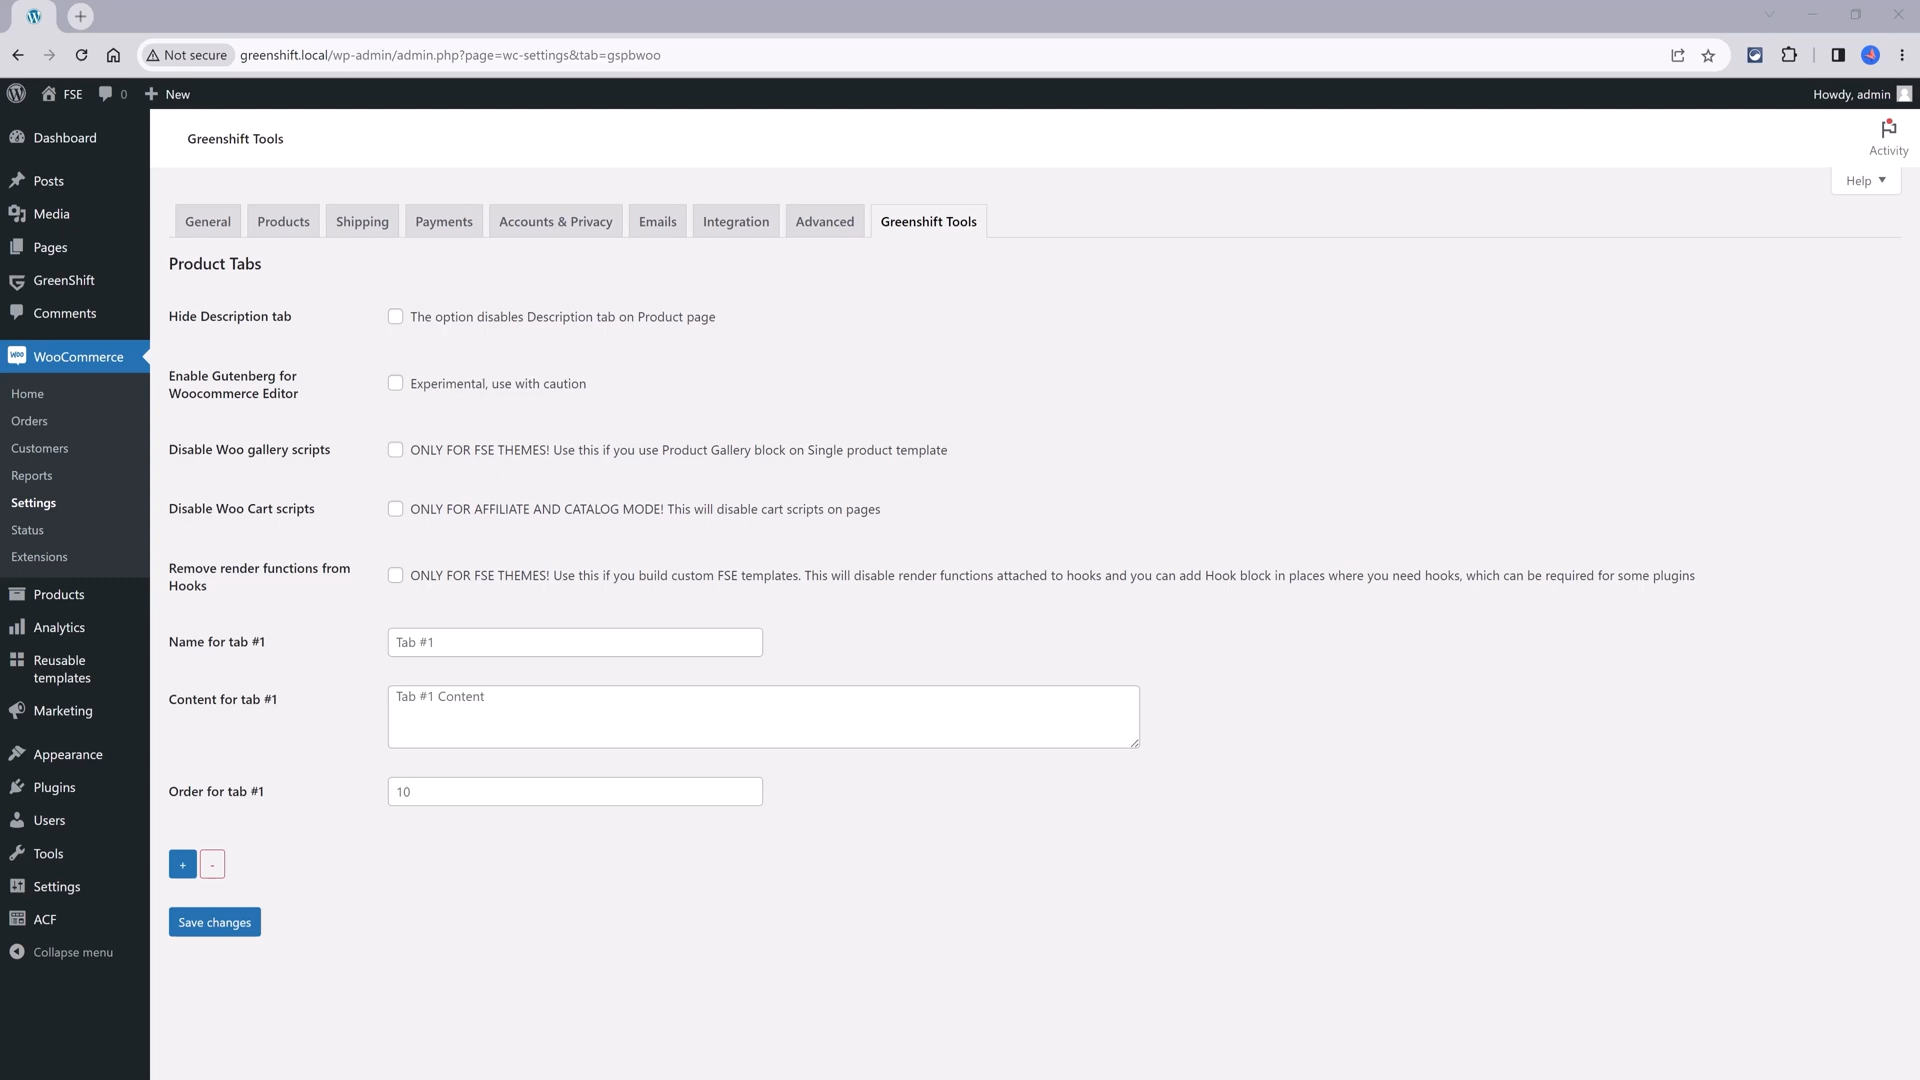 Not secure
greenshift.local/wp-admin/admin.php?page=wc-settings&tab=gspbwoo
FSE
0
New
Howdy, admin
Dashboard
Posts
Media
Pages
GreenShift
Comments
WooCommerce
Home
Orders
Customers
Reports
Settings
Status
Extensions
Products
Analytics
Reusable
templates
Marketing
Appearance
Plugins
Users
Tools
Settings
ACF
Collapse menu
Greenshift Tools
Activity
Help
General
Products
Shipping
Payments
Accounts & Privacy
Emails
Integration
Advanced
Greenshift Tools
Product Tabs
Hide Description tab
The option disables Description tab on Product page
Enable Gutenberg for
Woocommerce Editor
Experimental, use with caution
Disable Woo gallery scripts
ONLY FOR FSE THEMES! Use this if you use Product Gallery block on Single product template
Disable Woo Cart scripts
ONLY FOR AFFILIATE AND CATALOG MODE! This will disable cart scripts on pages
Remove render functions from
Hooks
ONLY FOR FSE THEMES! Use this if you build custom FSE templates. This will disable render functions attached to hooks and you can add Hook block in places where you need hooks, which can be required for some plugins
Name for tab #1
Tab #1
Content for tab #1
Tab #1 Content
Order for tab #1
10
+
-
Save changes